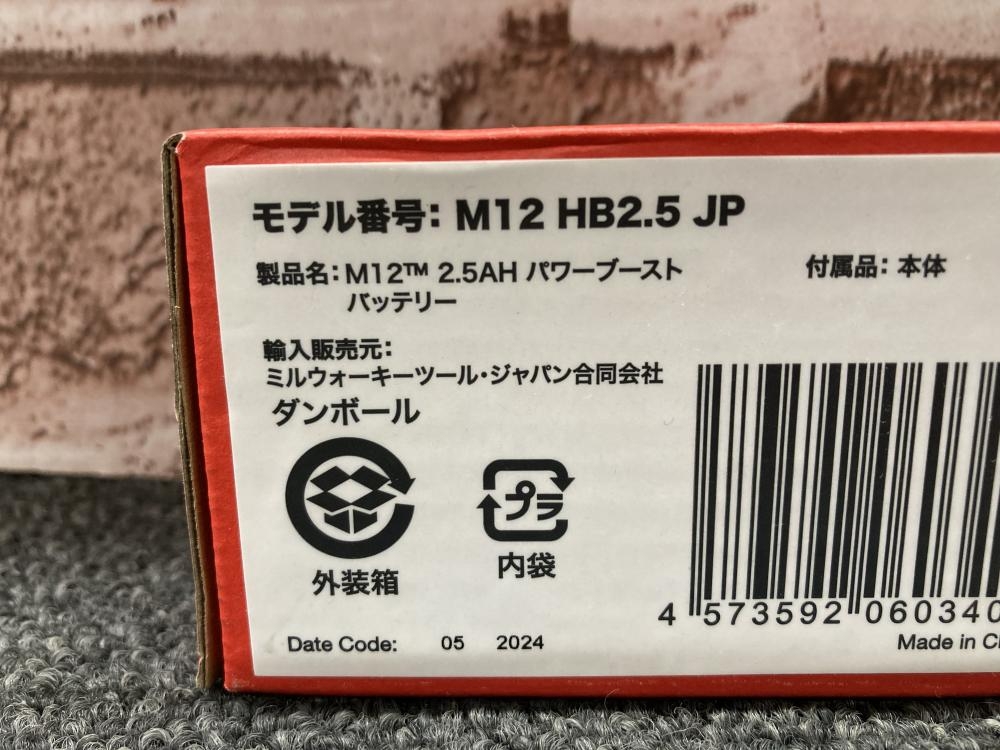 モデル番号: M12 HB2.5 JP
製品名: M12™ 2.5AH パワーブースト
バッテリー
付属品: 本体
輸入販売元:
ミルウォーキーツール・ジャパン合同会社
ダンボール
プラ
外装箱
内袋
4 573592 060340
Date Code: 05 2024
Made in